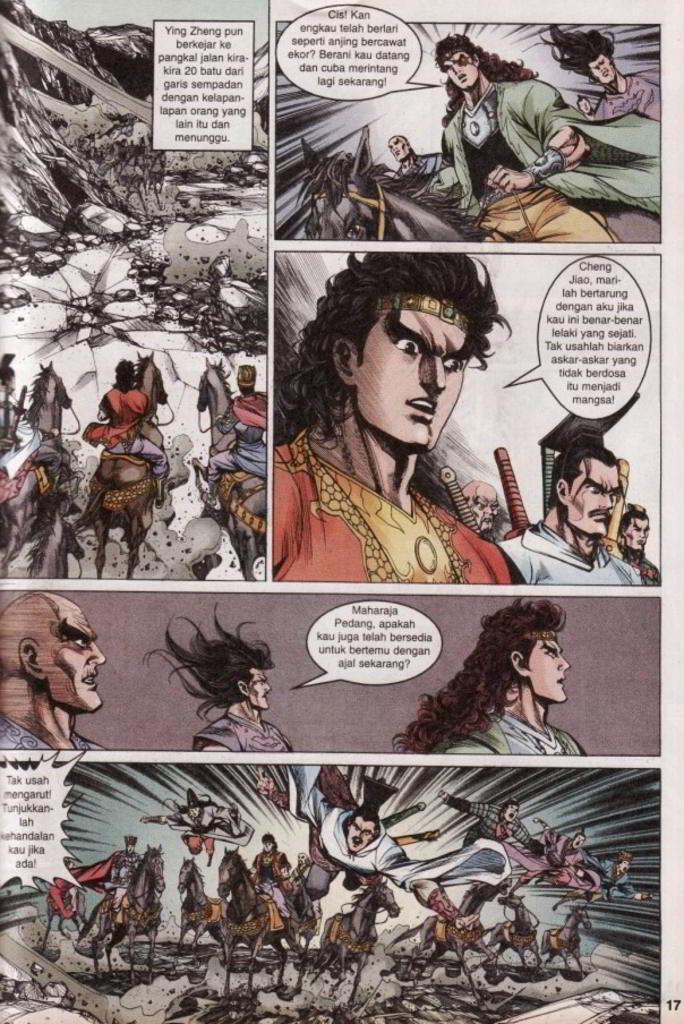 Ying Zheng pun
berkejar ke
pangkal jalan kira-
kira 20 batu dari
garis sempadan
dengan kelapan-
lapan orang yang
lain itu dan
menunggu.
Cis! Kan
engkau telah berlari
seperti anjing bercawat
ekor? Berani kau datang
dan cuba merintang
lagi sekarang!
Cheng
Jiao, mari-
lah bertarung
dengan aku jika
kau ini benar-benar
lelaki yang sejati.
Tak usahlah biarkan
askar-askar yang
tidak berdosa
itu menjadi
mangsa!
Maharaja
Pedang, apakah
kau juga telah bersedia
untuk bertemu dengan
ajal sekarang?
Tak usah
mengarut!
Tunjukkan-
lah
kehandalan
kau jika
ada!
17